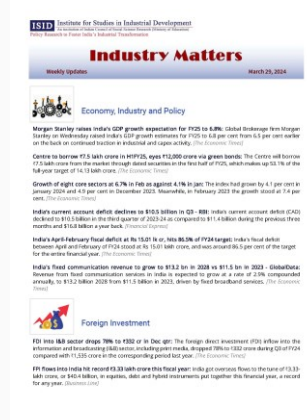 ISID Institute for Studies in Industrial Development
Policy Research to Foster India's Industrial Transformation
Industry Matters
Weekly Updates March 29, 2024
Economy, Industry and Policy
Morgan Stanley raises India's GDP growth expectation for FY25 to 6.8%: Global Brokerage firm Morgan
Stanley on Wednesday raised India's GDP growth estimates for FY25 to 6.8 per cent from 6.5 per cent earlier
on the back on continued traction in industrial and capex activity. [The Economic Times]
Centre to borrow ₹7.5 lakh crore in H1FY25, eyes ₹12,000 crore via green bonds: The Centre will borrow
₹7.5 lakh crore from the market through dated securities in the first half of FY25, which makes up 53.1% of the
full-year target of 14.13 lakh crore. [The Economic Times]
Growth of eight core sectors at 6.7% in Feb as against 4.1% in Jan: The index had grown by 4.1 per cent in
January 2024 and 4.9 per cent in December 2023. Meanwhile, in February 2023 the growth stood at 7.4 per
cent. [The Economic Times]
India's current account deficit declines to $10.5 billion in Q3 - RBI: India's current account deficit (CAD)
declined to $10.5 billion in the third quarter of 2023-24 as compared to $11.4 billion during the previous three
months and $16.8 billion a year back. [Financial Express]
India's April-February fiscal deficit at Rs 15.01 ltr cr, hits 86.5% of FY24 target: India's fiscal deficit
between April and February of FY24 stood at Rs 15.01 lakh crore, and was around 86.5 per cent of the target
for the entire financial year. [The Economic Times]
India's fixed communication revenue to grow to $13.2 bn in 2028 vs $11.5 bn in 2023 - GlobalData:
Revenue from fixed communication services in India is expected to grow at a rate of 2.9% compounded
annually, to $13.2 billion 2028 from $11.5 billion in 2023, driven by fixed broadband services. [The Economic
Times]
Foreign Investment
FDI into I&B sector drops 78% to ₹332 cr in Dec qtr: The foreign direct investment (FDI) inflow into the
information and broadcasting (I&B) sector, including print media, dropped 78% to ₹332 crore during Q3 of FY24
compared with ₹1,535 crore in the corresponding period last year. [The Economic Times]
FPI flows into India hit record ₹3.33 lakh crore this fiscal year: India got overseas flows to the tune of ₹3.33-
lakh crore, or $40.4 billion, in equities, debt and hybrid instruments put together this financial year, a record
for any year. [Business Line]